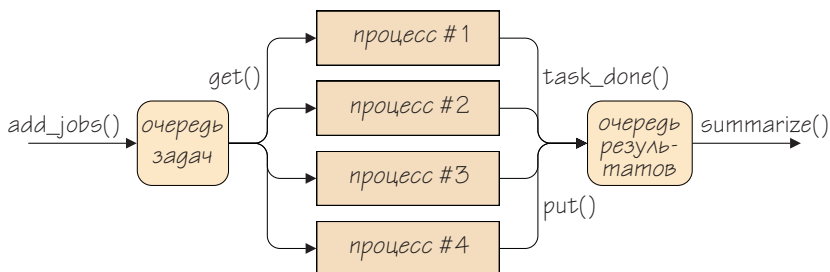 процесс #1
get()
task_done()
процесс #2
add_jobs()
очередь
задач
очередь
резуль-
татов
summarize()
процесс #3
put()
процесс #4